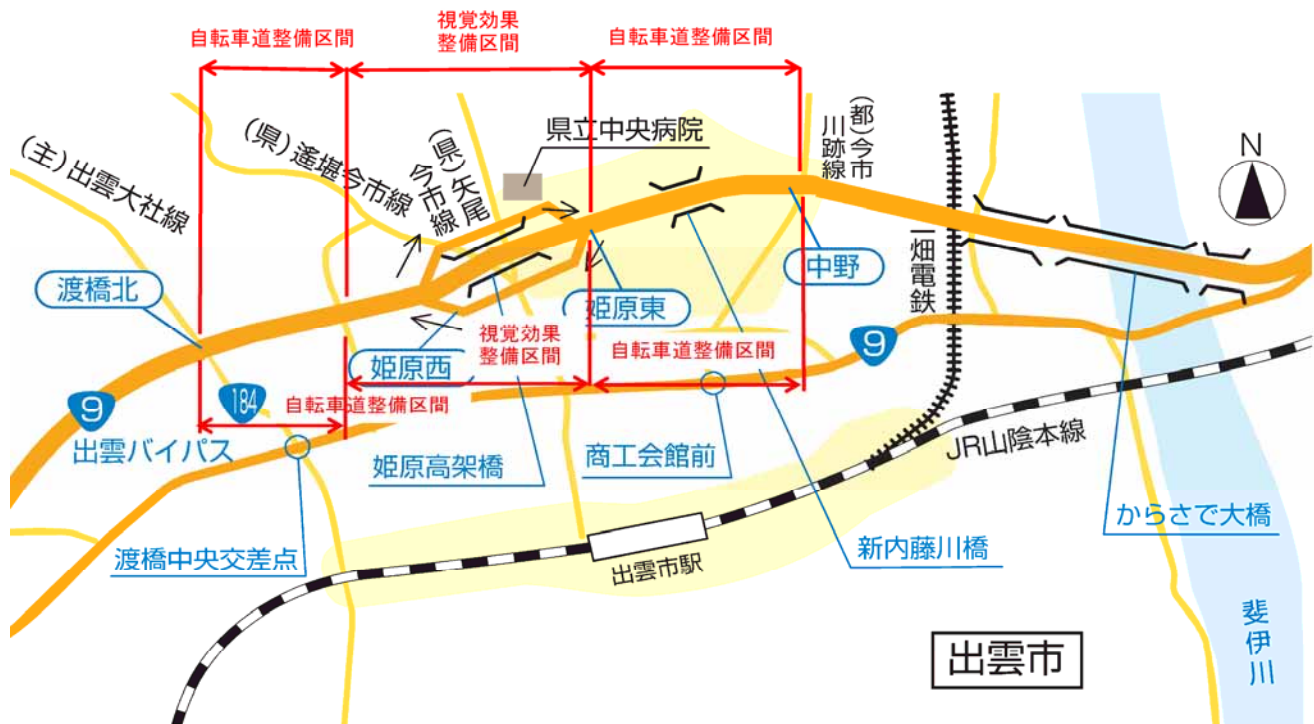 自転車道整備区間
視覚効果
整備区間
自転車道整備区間
(主)出雲大社線
(県)遙堪今市線
(県)矢尾
今市線
県立中央病院
(都)今市
川跡線
一畑電鉄
N
渡橋北
姫原西
姫原東
中野
視覚効果
整備区間
自転車道整備区間
自転車道整備区間
9
184
9
出雲バイパス
姫原高架橋
商工会館前
渡橋中央交差点
出雲市駅
新内藤川橋
JR山陰本線
からさで大橋
斐伊川
出雲市